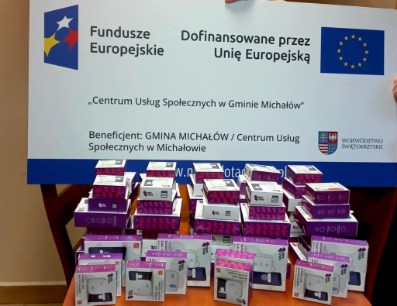 Fundusze
Europejskie
Dofinansowane przez
Unię Europejską
„Centrum Usług Społecznych w Gminie Michałów”
Beneficjent: GMINA MICHAŁÓW / Centrum Usług
Społecznych w Michałowie
WOJEWÓDZTWO
ŚWIĘTOKRZYSKIE